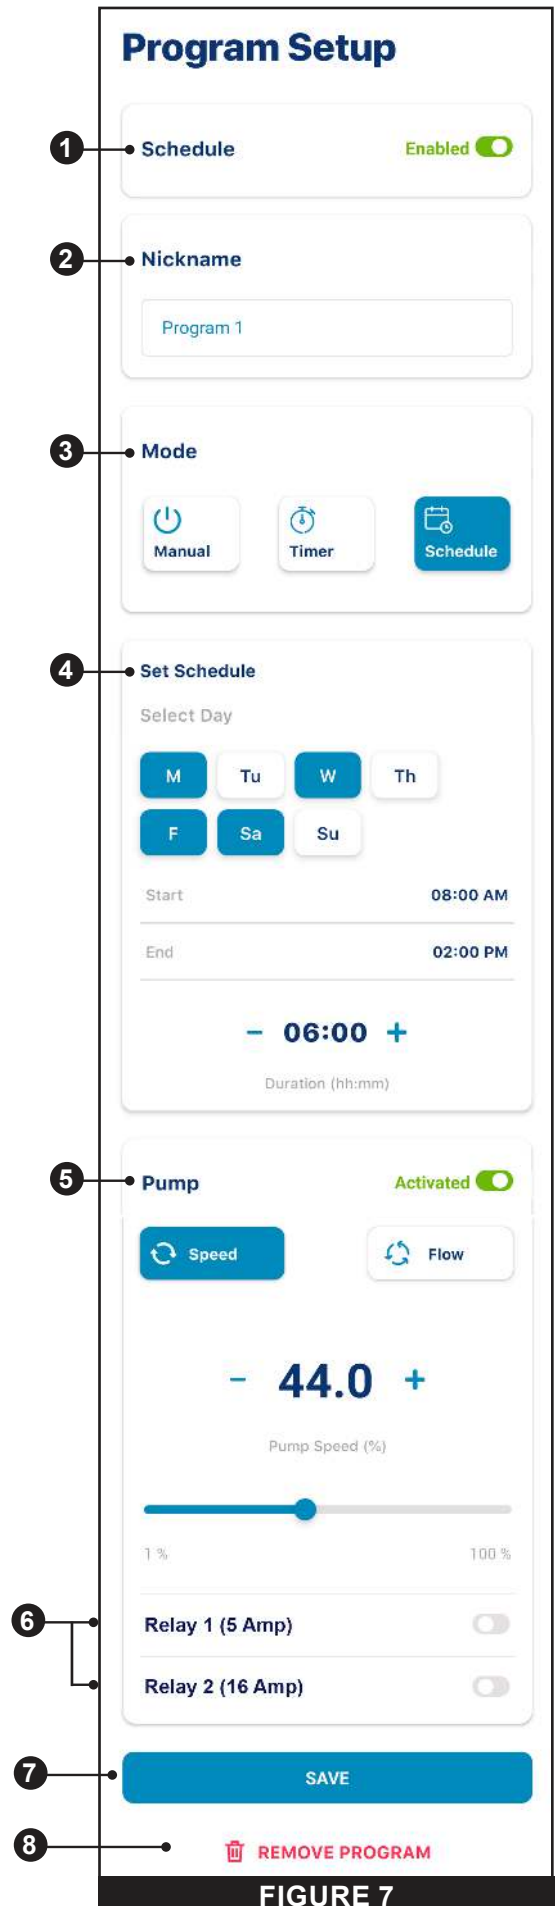 Program Setup
1 Schedule Enabled
2 Nickname
Program 1
3 Mode
Manual Timer Schedule
4 Set Schedule
Select Day
M Tu W Th
F Sa Su
Start 08:00 AM
End 02:00 PM
- 06:00 +
Duration (hh:mm)
5 Pump Activated
Speed Flow
- 44.0 +
Pump Speed (%)
1 % 100 %
6 Relay 1 (5 Amp)
Relay 2 (16 Amp)
7 SAVE
8 REMOVE PROGRAM
FIGURE 7